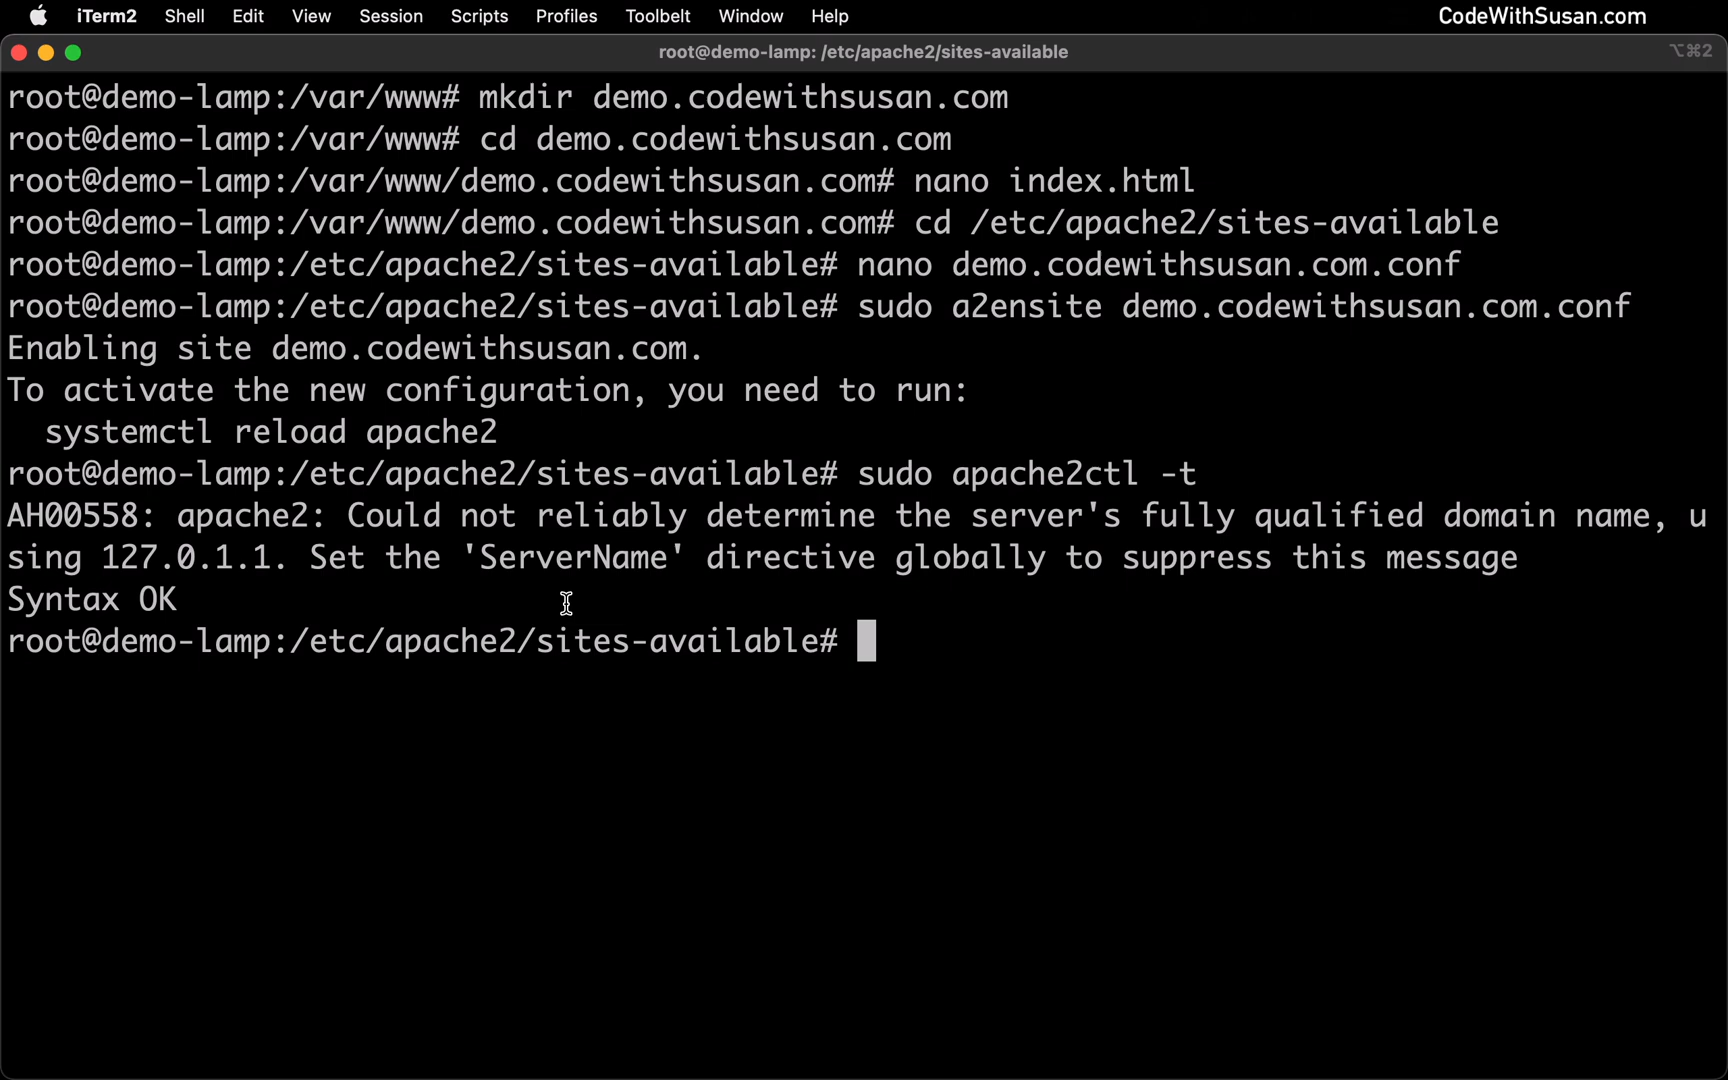 iTerm2 Shell Edit View Session Scripts Profiles Toolbelt Window Help CodeWithSusan.com
root@demo-lamp: /etc/apache2/sites-available ⌥⌘2
root@demo-lamp:/var/www# mkdir demo.codewithsusan.com
root@demo-lamp:/var/www# cd demo.codewithsusan.com
root@demo-lamp:/var/www/demo.codewithsusan.com# nano index.html
root@demo-lamp:/var/www/demo.codewithsusan.com# cd /etc/apache2/sites-available
root@demo-lamp:/etc/apache2/sites-available# nano demo.codewithsusan.com.conf
root@demo-lamp:/etc/apache2/sites-available# sudo a2ensite demo.codewithsusan.com.conf
Enabling site demo.codewithsusan.com.
To activate the new configuration, you need to run:
  systemctl reload apache2
root@demo-lamp:/etc/apache2/sites-available# sudo apache2ctl -t
AH00558: apache2: Could not reliably determine the server's fully qualified domain name, u
sing 127.0.1.1. Set the 'ServerName' directive globally to suppress this message
Syntax OK
root@demo-lamp:/etc/apache2/sites-available#